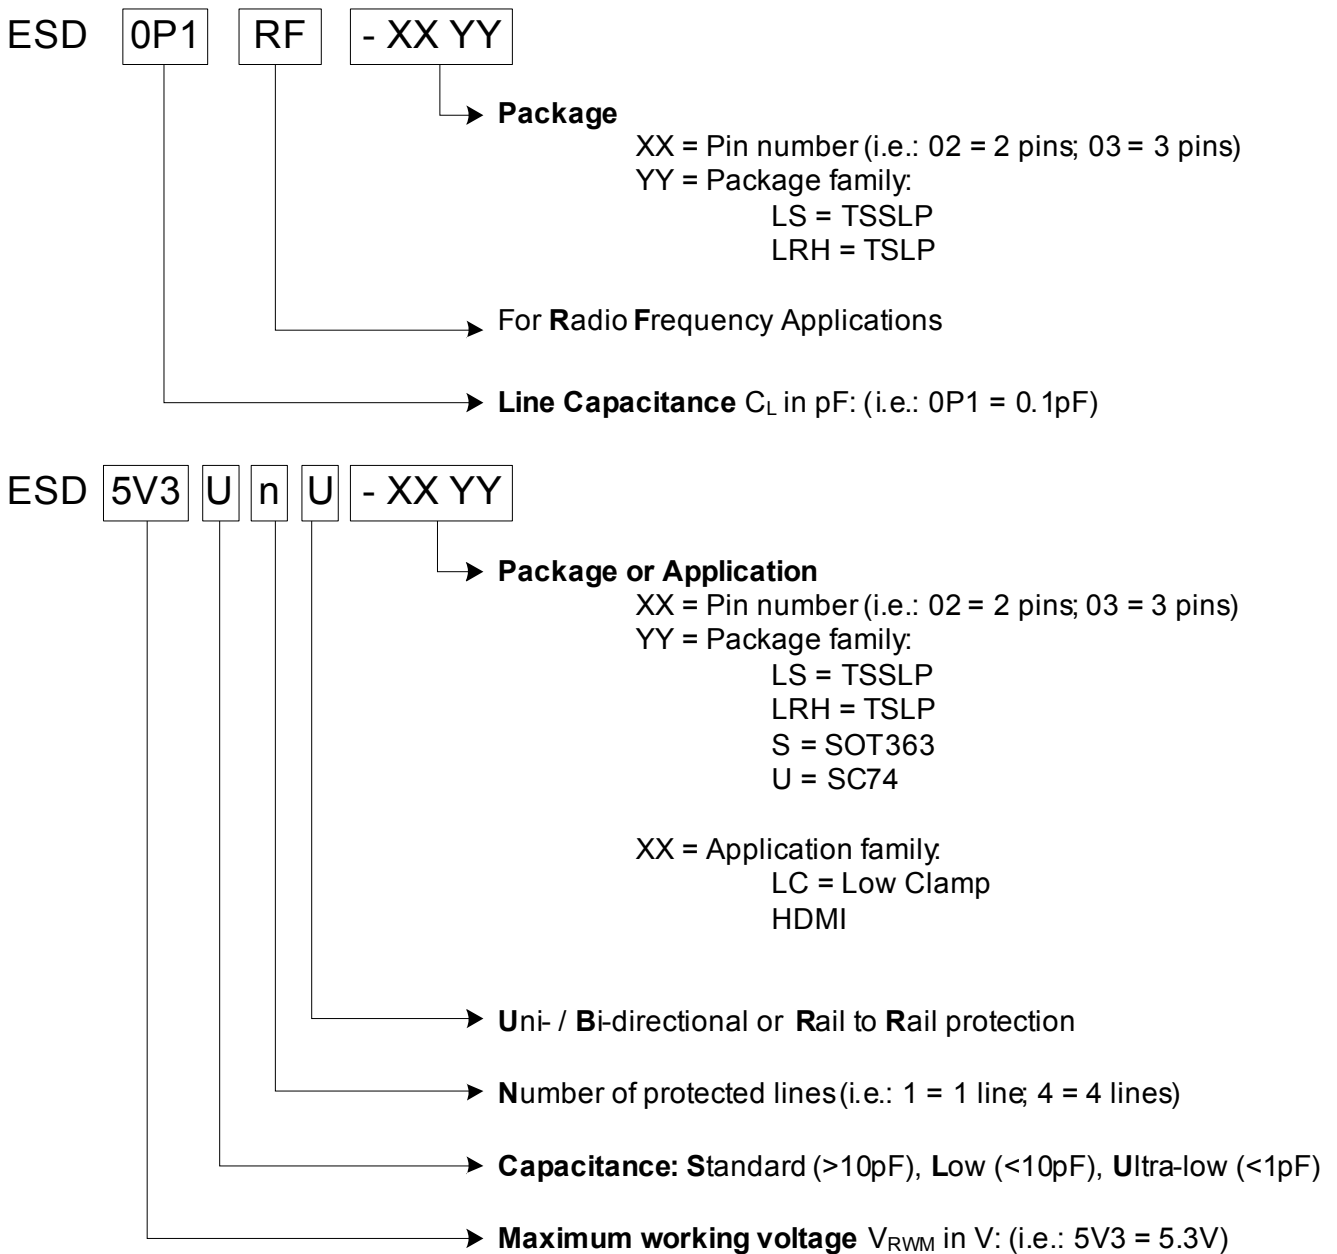 ESD 0P1 RF - XX YY
Package
XX = Pin number (i.e.: 02 = 2 pins; 03 = 3 pins)
YY = Package family:
LS = TSSLP
LRH = TSLP
For Radio Frequency Applications
Line Capacitance CL in pF: (i.e.: 0P1 = 0.1pF)
ESD 5V3 U n U - XX YY
Package or Application
XX = Pin number (i.e.: 02 = 2 pins; 03 = 3 pins)
YY = Package family:
LS = TSSLP
LRH = TSLP
S = SOT363
U = SC74
XX = Application family:
LC = Low Clamp
HDMI
Uni- / Bi-directional or Rail to Rail protection
Number of protected lines (i.e.: 1 = 1 line; 4 = 4 lines)
Capacitance: Standard (>10pF), Low (<10pF), Ultra-low (<1pF)
Maximum working voltage VRWM in V: (i.e.: 5V3 = 5.3V)